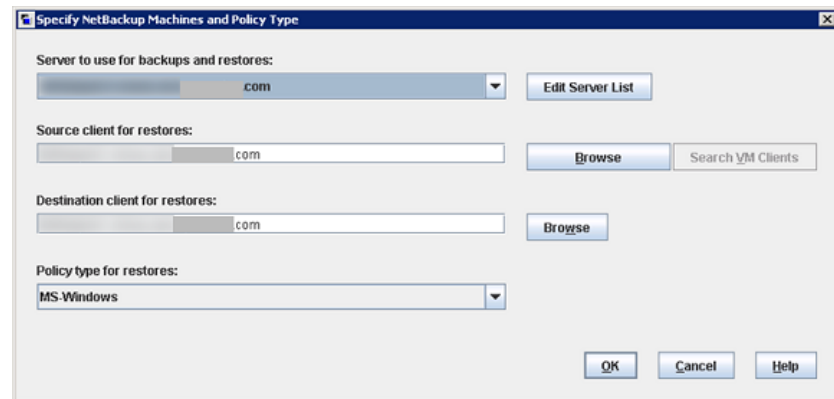 Specify NetBackup Machines and Policy Type
Server to use for backups and restores:
.com
Edit Server List
Source client for restores:
.com
Browse
Search VM Clients
Destination client for restores:
.com
Browse
Policy type for restores:
MS-Windows
OK
Cancel
Help